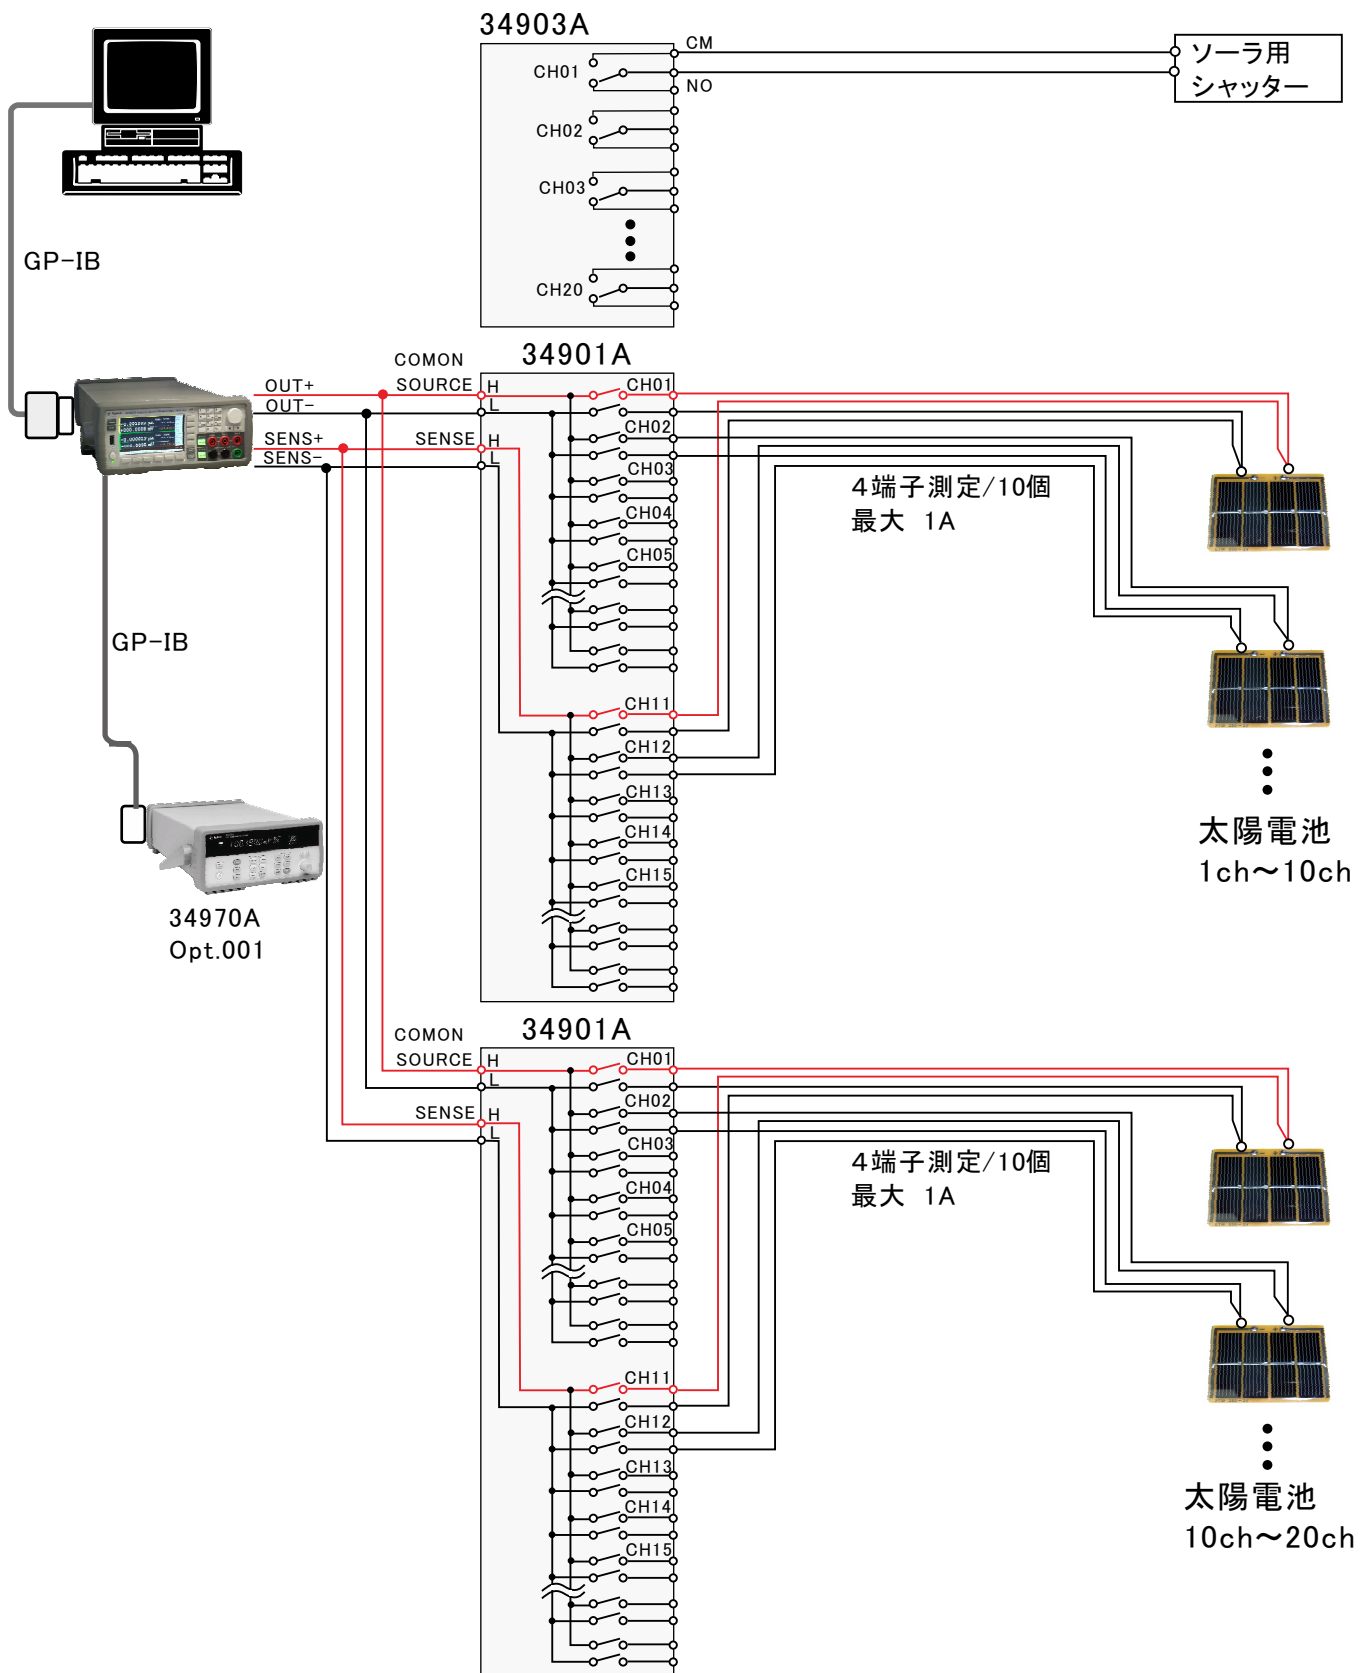 34903A
CM
CH01
NO
ソーラ用
シャッター
CH02
CH03
CH20
GP-IB
34901A
COMON
SOURCE
H
L
SENSE
H
L
OUT+
OUT-
SENS+
SENS-
CH01
CH02
CH03
CH04
CH05
CH11
CH12
CH13
CH14
CH15
4端子測定/10個
最大 1A
GP-IB
太陽電池
1ch～10ch
34970A
Opt.001
34901A
COMON
SOURCE
H
L
SENSE
H
L
CH01
CH02
CH03
CH04
CH05
CH11
CH12
CH13
CH14
CH15
4端子測定/10個
最大 1A
太陽電池
10ch～20ch